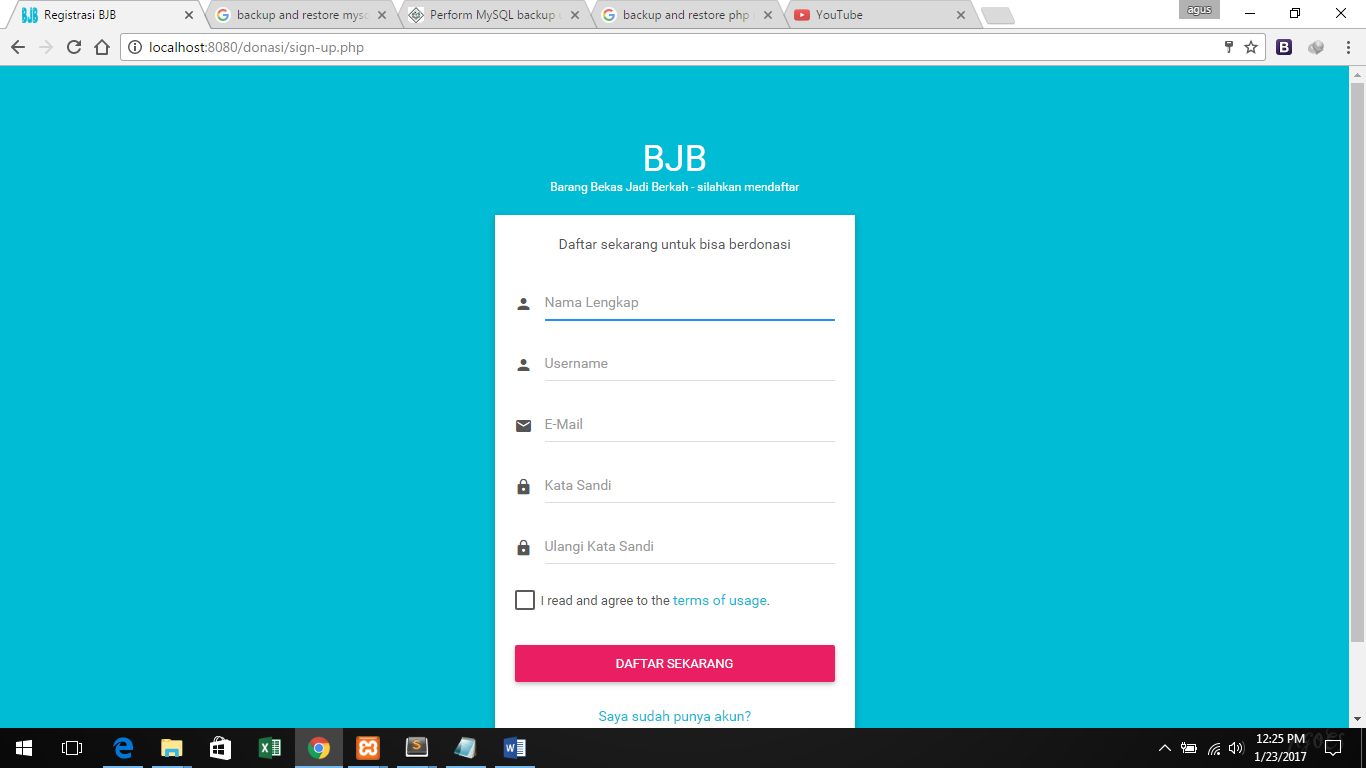 BJB Registrasi BJB
backup and restore myso
Perform MySQL backup
backup and restore php
YouTube
agus
localhost:8080/donasi/sign-up.php
B
BJB
Barang Bekas Jadi Berkah - silahkan mendaftar
Daftar sekarang untuk bisa berdonasi
Nama Lengkap
Username
E-Mail
Kata Sandi
Ulangi Kata Sandi
I read and agree to the terms of usage.
DAFTAR SEKARANG
Saya sudah punya akun?
12:25 PM
1/23/2017